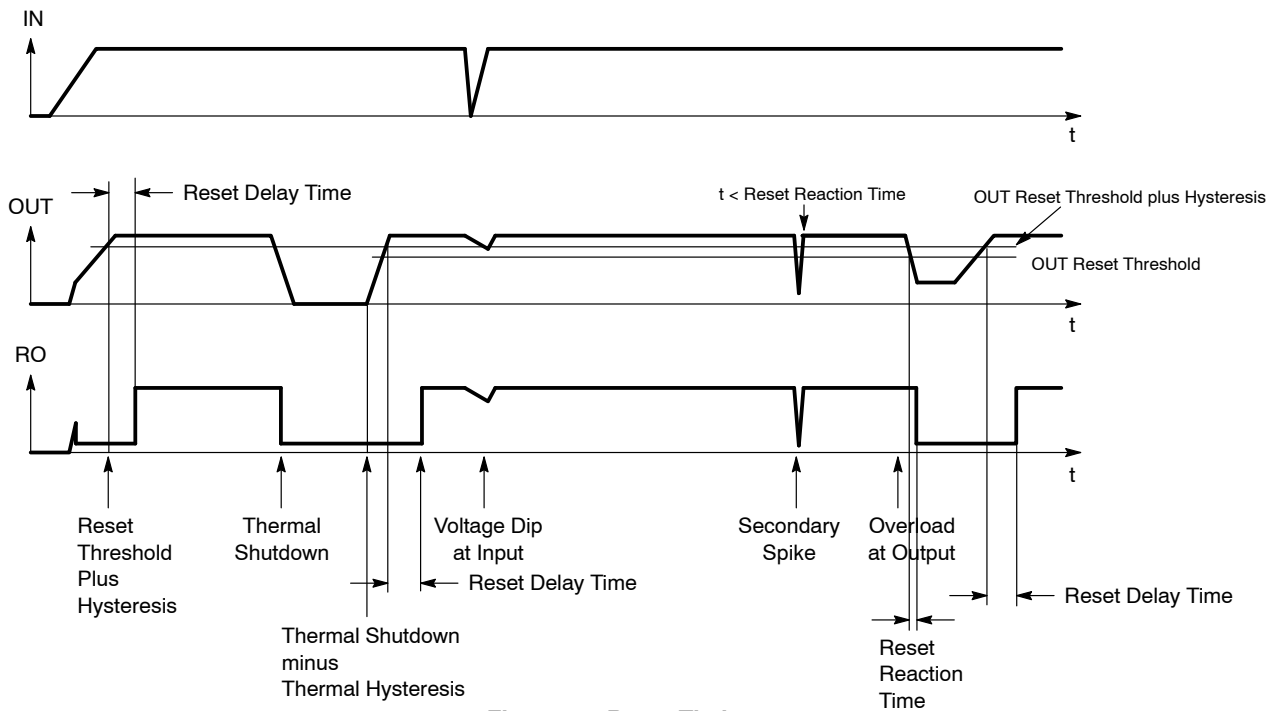 IN
t
Reset Delay Time
t < Reset Reaction Time
OUT Reset Threshold plus Hysteresis
OUT
OUT Reset Threshold
t
RO
t
Reset
Threshold
Plus
Hysteresis
Thermal
Shutdown
Voltage Dip
at Input
Secondary
Spike
Overload
at Output
Reset Delay Time
Reset Delay Time
Thermal Shutdown
minus
Thermal Hysteresis
Reset
Reaction
Time